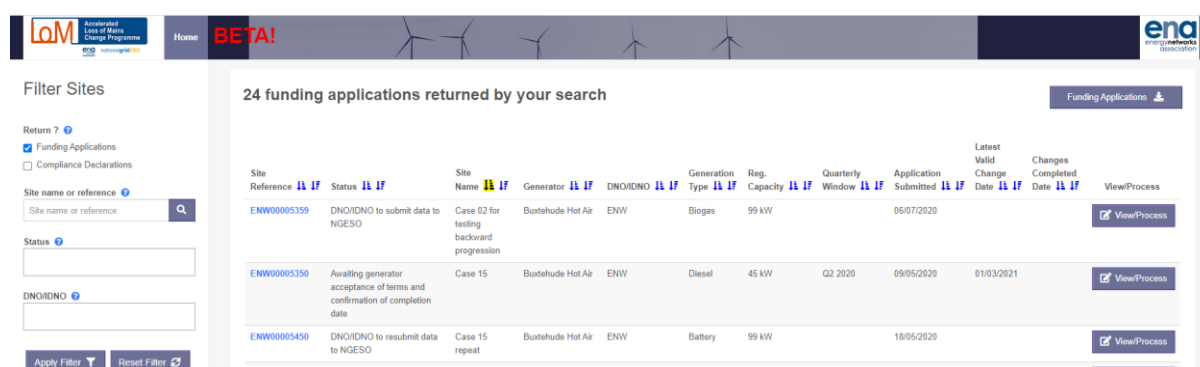 LoM
Accelerated
Loss of Mains
Change Programme
ena nationalgridESO
Home
BETA!
ena
energynetworks
association
Filter Sites
Return ?
Funding Applications
Compliance Declarations
Site name or reference
Site name or reference
Status
DNO/IDNO
Apply Filter
Reset Filter
24 funding applications returned by your search
Funding Applications
Site
Reference
Status
Site
Name
Generator
DNO/IDNO
Generation
Type
Reg.
Capacity
Quarterly
Window
Application
Submitted
Latest
Valid
Change
Date
Changes
Completed
Date
View/Process
ENW00005359
DNO/IDNO to submit data to
NGESO
Case 02 for
testing
backward
progression
Buxtehude Hot Air
ENW
Biogas
99 kW
06/07/2020
View/Process
ENW00005350
Awaiting generator
acceptance of terms and
confirmation of completion
date
Case 15
Buxtehude Hot Air
ENW
Diesel
45 kW
Q2 2020
09/05/2020
01/03/2021
View/Process
ENW00005450
DNO/IDNO to resubmit data
to NGESO
Case 15
repeat
Buxtehude Hot Air
ENW
Battery
99 kW
18/05/2020
View/Process